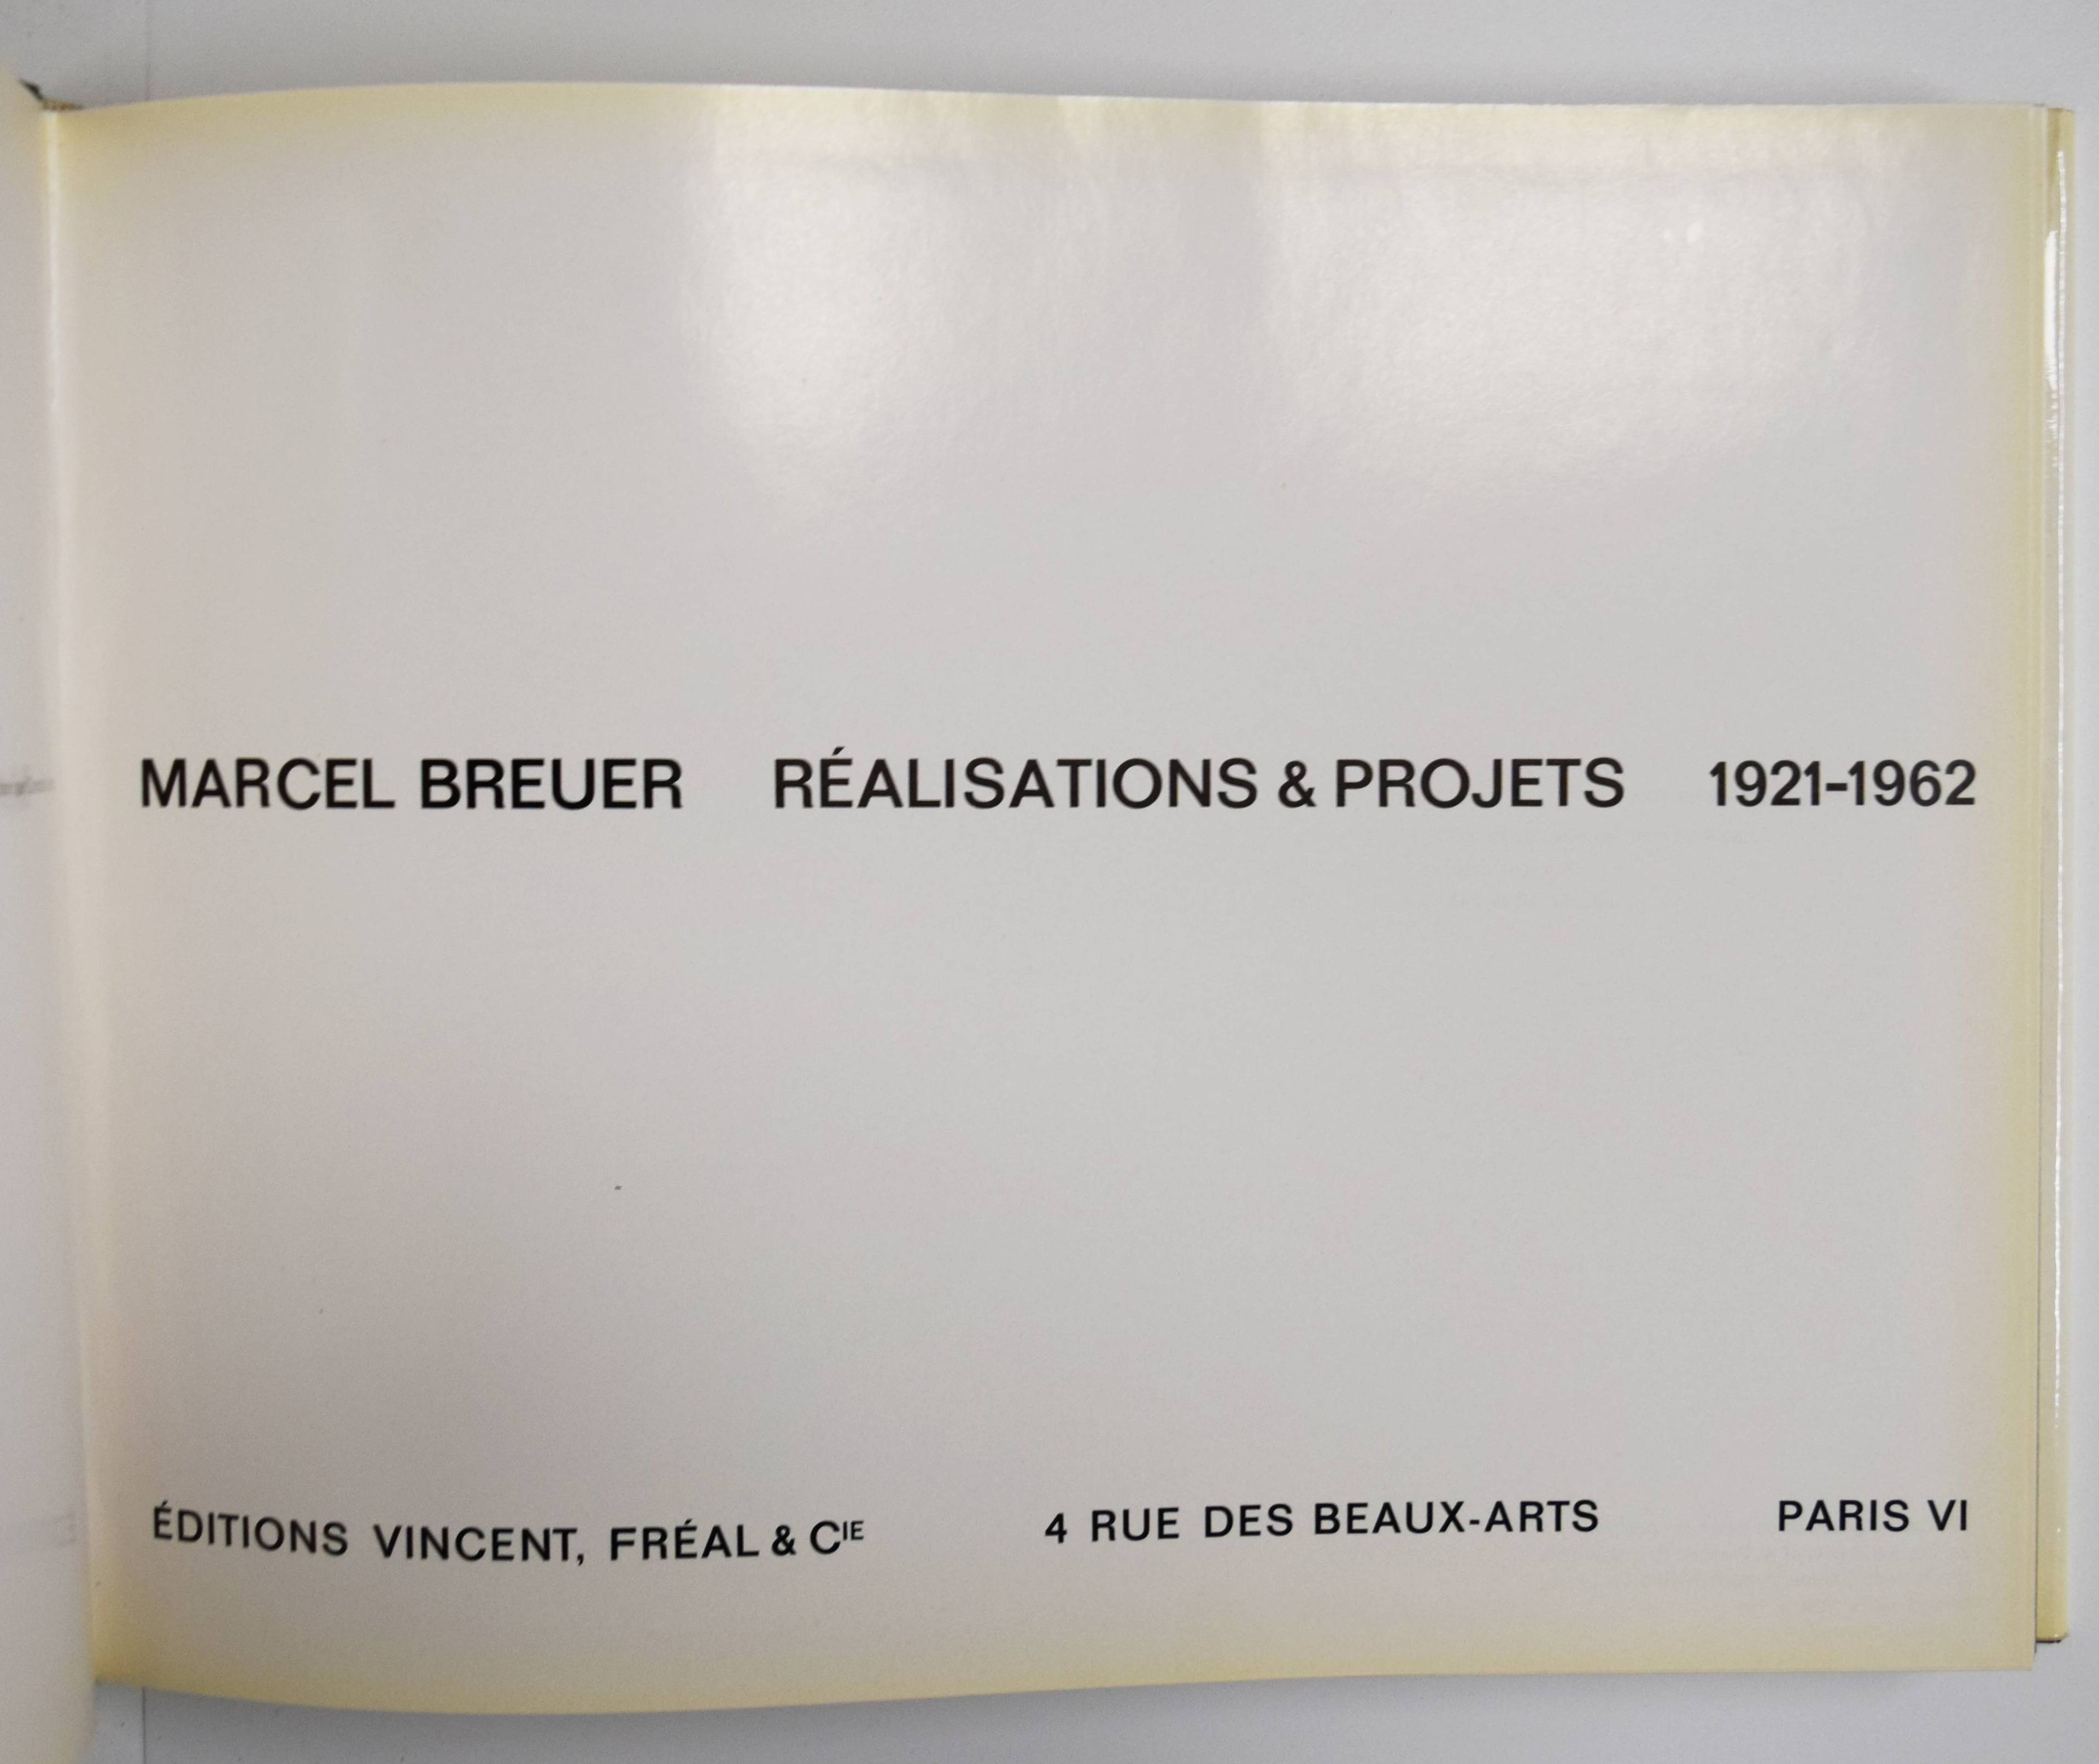 MARCEL BREUER RÉALISATIONS & PROJETS 1921-1962
ÉDITIONS VINCENT, FRÉAL & CIE 4 RUE DES BEAUX-ARTS PARIS VI